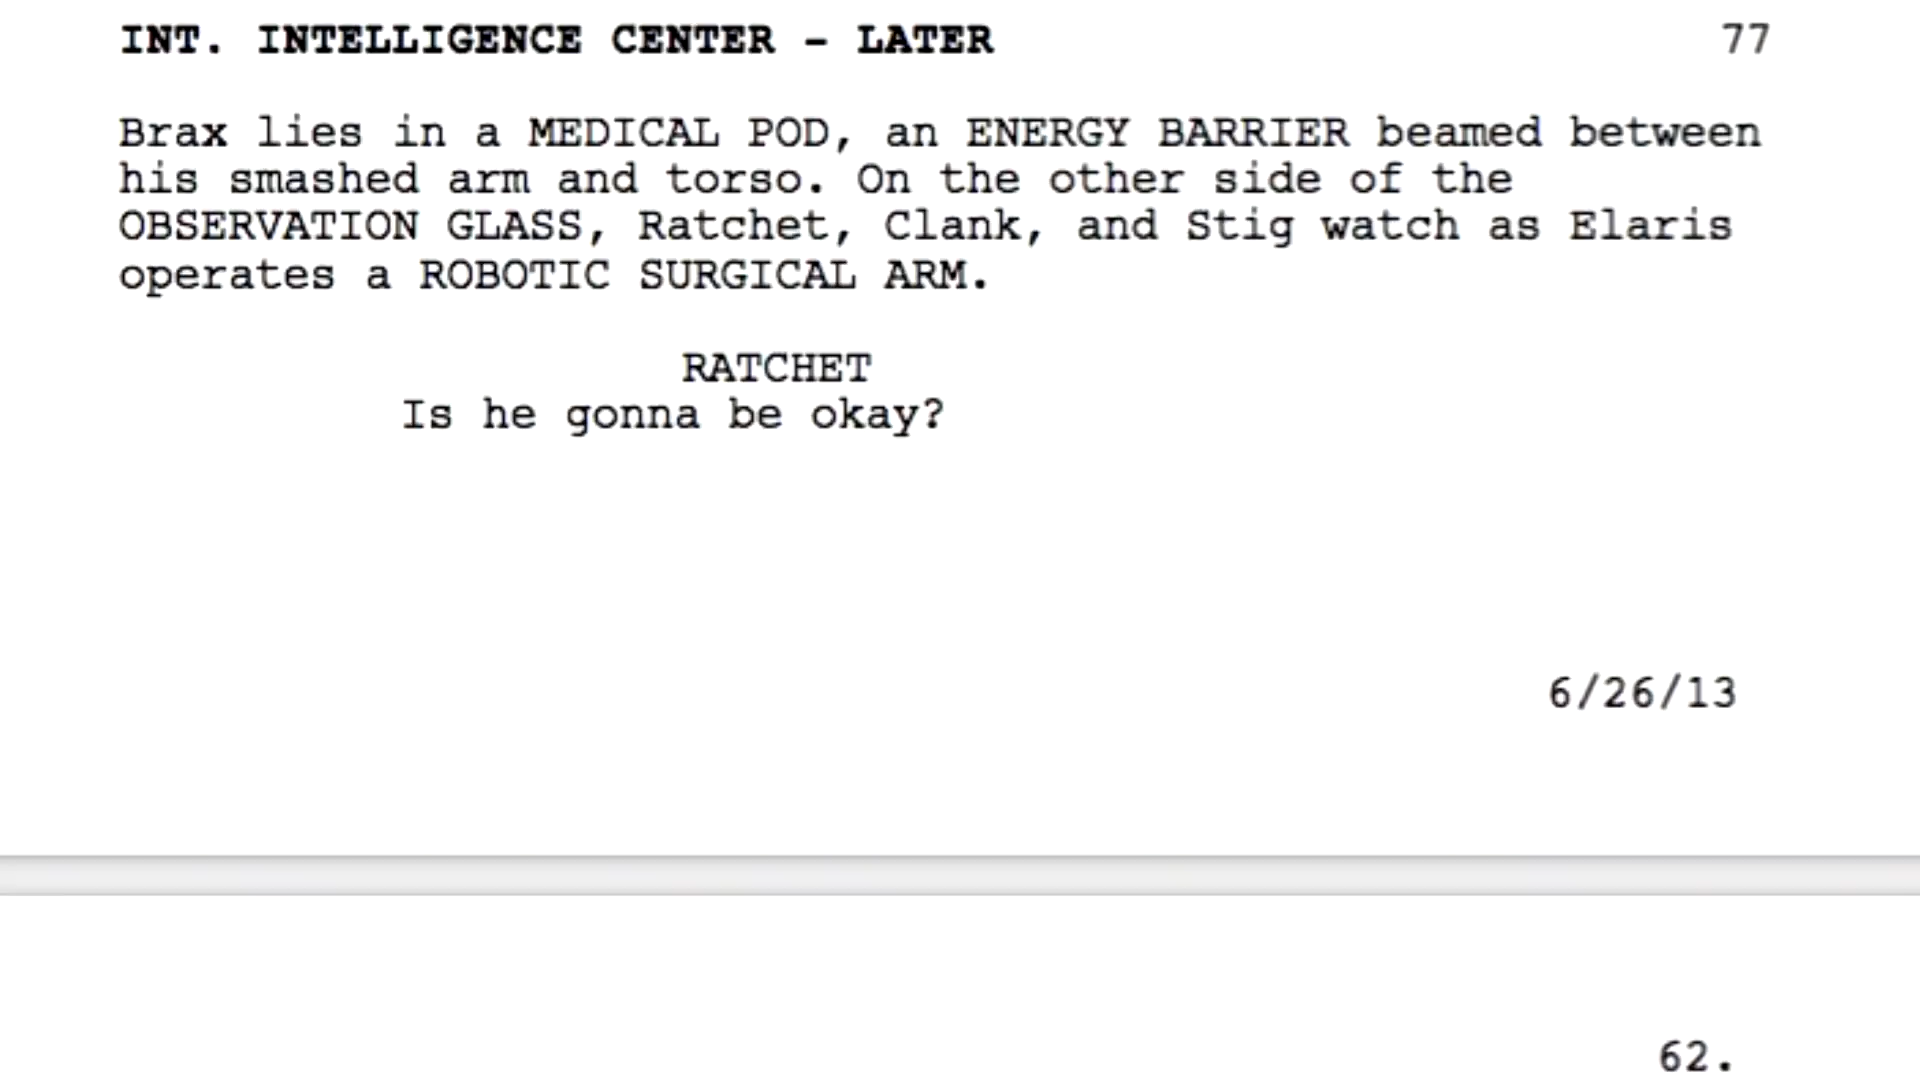 INT. INTELLIGENCE CENTER - LATER 77
Brax lies in a MEDICAL POD, an ENERGY BARRIER beamed between
his smashed arm and torso. On the other side of the
OBSERVATION GLASS, Ratchet, Clank, and Stig watch as Elaris
operates a ROBOTIC SURGICAL ARM.
RATCHET
Is he gonna be okay?
6/26/13
62.